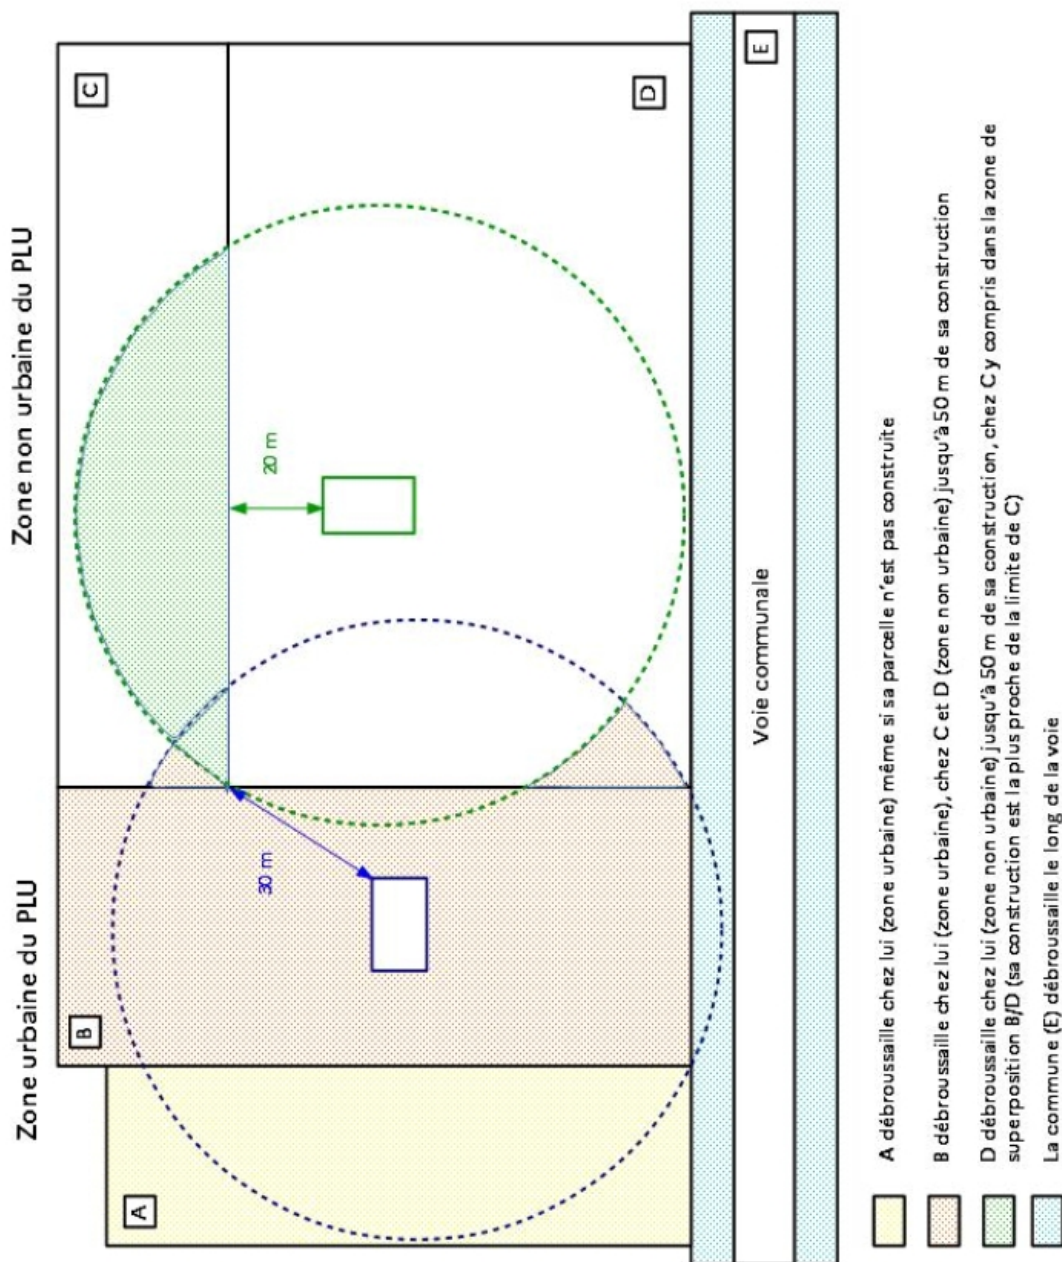 Zone urbaine du PLU
Zone non urbaine du PLU
A
B
C
D
E
30 m
20 m
Voie communale
A débroussaille chez lui (zone urbaine) même si sa parcelle n'est pas construite
B débroussaille chez lui (zone urbaine), chez C et D (zone non urbaine) jusqu'à 50 m de sa construction
D débroussaille chez lui (zone non urbaine) jusqu'à 50 m de sa construction, chez C y compris dans la zone de
superposition B/D (sa construction est la plus proche de la limite de C)
La commune (E) débroussaille le long de la voie